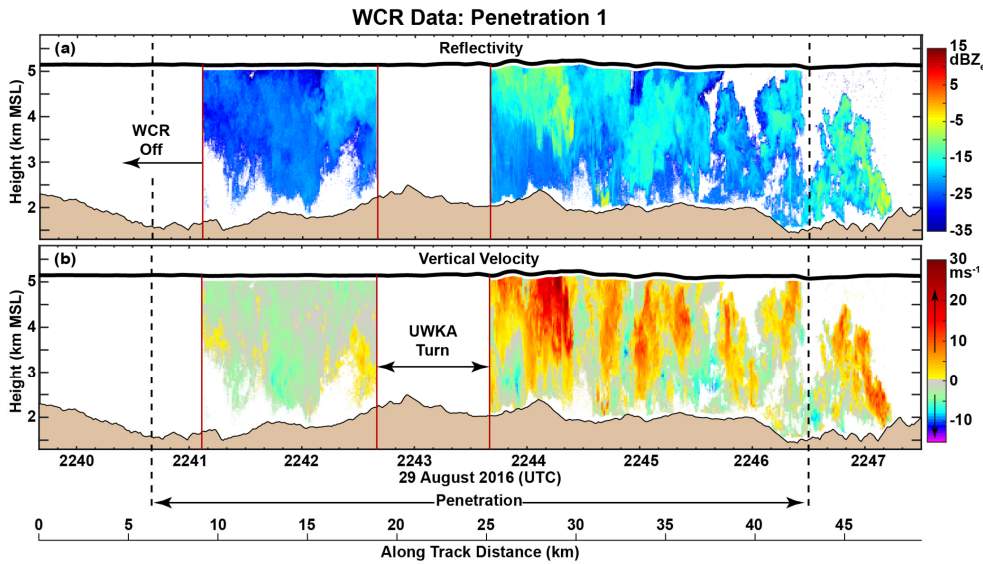 WCR Data: Penetration 1
(a)
Reflectivity
15
dBZe
5
-5
-15
-25
-35
Height (km MSL)
5
4
3
2
WCR
Off
(b)
Vertical Velocity
30
ms-1
20
10
0
-10
Height (km MSL)
5
4
3
2
UWKA
Turn
2240 2241 2242 2243 2244 2245 2246 2247
29 August 2016 (UTC)
Penetration
0 5 10 15 20 25 30 35 40 45
Along Track Distance (km)